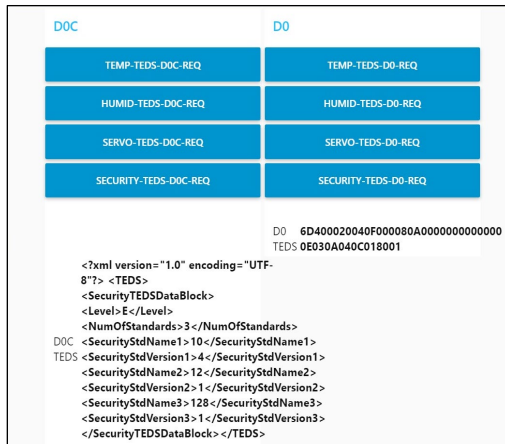 D0C
D0
TEMP-TEDS-D0C-REQ
TEMP-TEDS-D0-REQ
HUMID-TEDS-D0C-REQ
HUMID-TEDS-D0-REQ
SERVO-TEDS-D0C-REQ
SERVO-TEDS-D0-REQ
SECURITY-TEDS-D0C-REQ
SECURITY-TEDS-D0-REQ
D0 6D400020040F000080A0000000000000
TEDS 0E030A040C018001
<?xml version="1.0" encoding="UTF-
8"?> <TEDS>
<SecurityTEDSDataBlock>
<Level>E</Level>
<NumOfStandards>3</NumOfStandards>
D0C <SecurityStdName1>10</SecurityStdName1>
TEDS <SecurityStdVersion1>4</SecurityStdVersion1>
<SecurityStdName2>12</SecurityStdName2>
<SecurityStdVersion2>1</SecurityStdVersion2>
<SecurityStdName3>128</SecurityStdName3>
<SecurityStdVersion3>1</SecurityStdVersion3>
</SecurityTEDSDataBlock></TEDS>